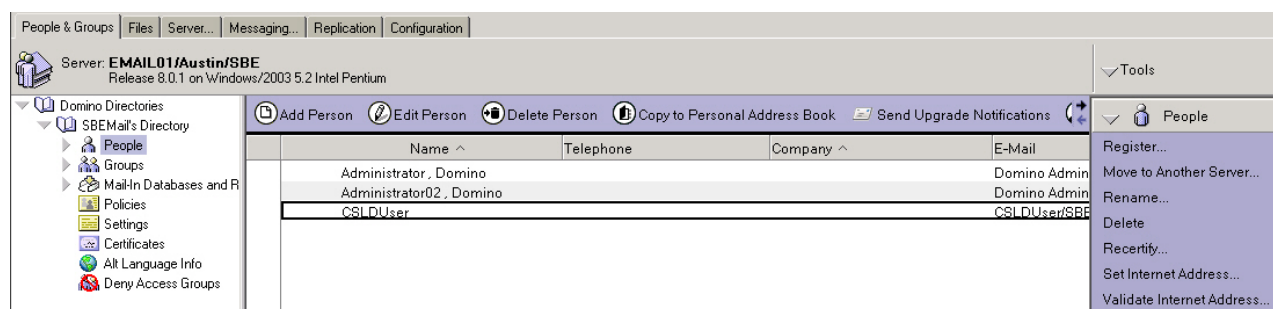 People & Groups Files Server... Messaging... Replication Configuration
Server: EMAIL01/Austin/SBE
Release 8.0.1 on Windows/2003 5.2 Intel Pentium
Tools
Domino Directories
SBEMail's Directory
People
Groups
Mail-In Databases and R
Policies
Settings
Certificates
Alt Language Info
Deny Access Groups
Add Person Edit Person Delete Person Copy to Personal Address Book Send Upgrade Notifications
Name Telephone Company E-Mail
Administrator , Domino Domino Admin
Administrator02 , Domino Domino Admin
CSLDUser CSLDUser/SBE
People
Register...
Move to Another Server...
Rename...
Delete
Recertify...
Set Internet Address...
Validate Internet Address...